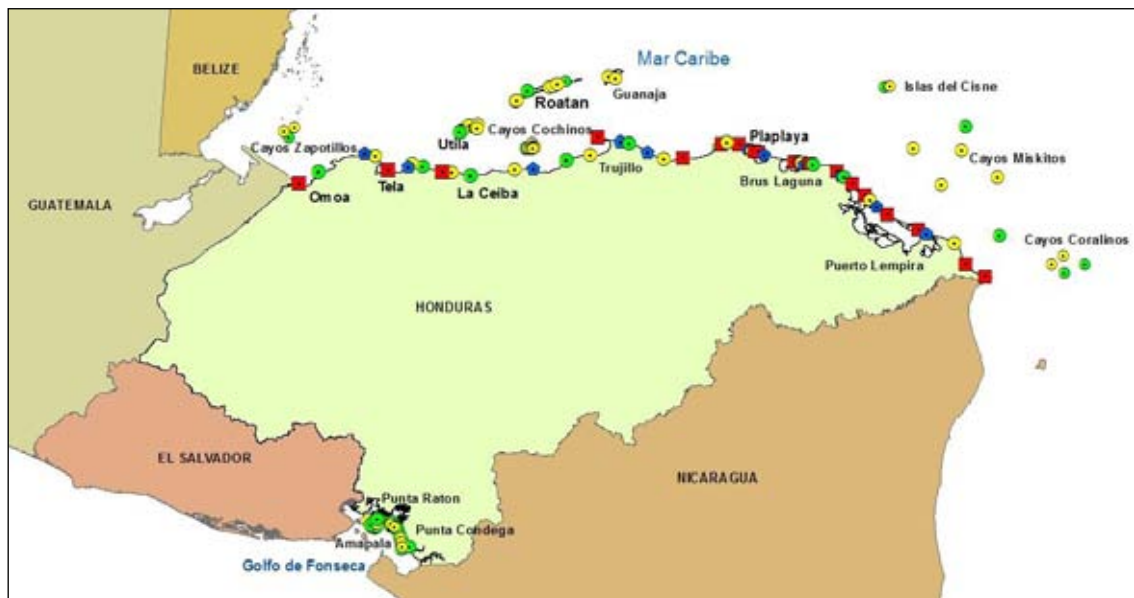 BELIZE
Mar Caribe
Roatan
Guanaja
Islas del Cisne
Utila
Cayos Cochinos
Cayos Zapotillos
Plaplaya
Cayos Miskitos
Trujillo
Brus Laguna
Omoa
Tela
La Ceiba
GUATEMALA
Cayos Coralinos
Puerto Lempira
HONDURAS
EL SALVADOR
NICARAGUA
Punta Raton
Punta Condega
Amapala
Golfo de Fonseca